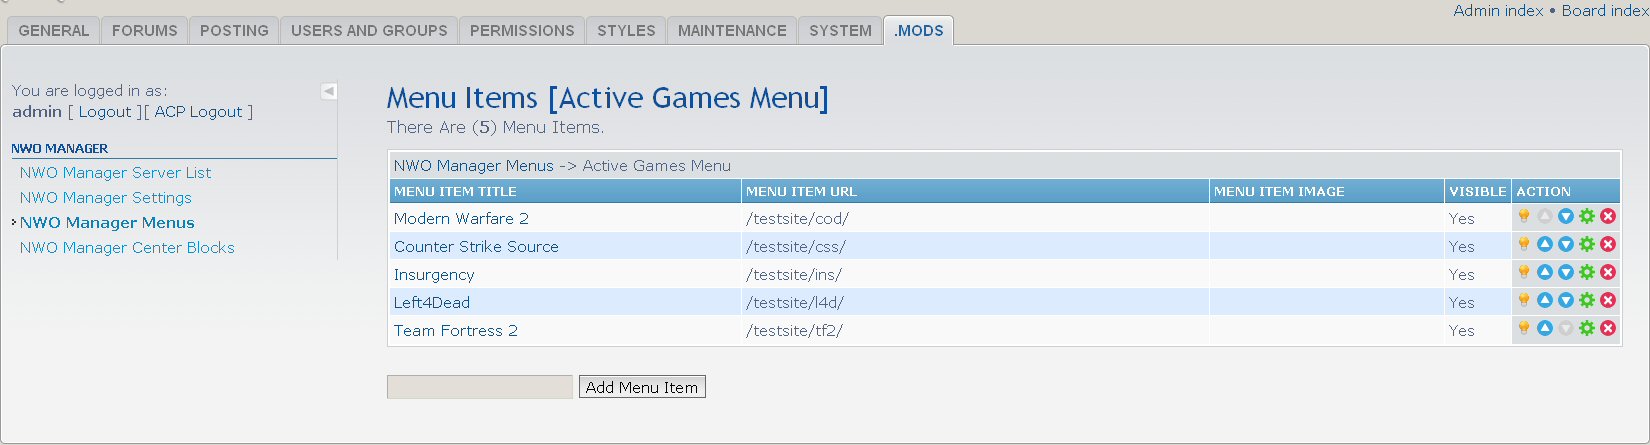 Admin index • Board index
GENERAL FORUMS POSTING USERS AND GROUPS PERMISSIONS STYLES MAINTENANCE SYSTEM .MODS
You are logged in as:
admin [ Logout ][ ACP Logout ]
NWO MANAGER
NWO Manager Server List
NWO Manager Settings
NWO Manager Menus
NWO Manager Center Blocks
Menu Items [Active Games Menu]
There Are (5) Menu Items.
NWO Manager Menus -> Active Games Menu
MENU ITEM TITLE MENU ITEM URL MENU ITEM IMAGE VISIBLE ACTION
Modern Warfare 2 /testsite/cod/ Yes
Counter Strike Source /testsite/css/ Yes
Insurgency /testsite/ins/ Yes
Left4Dead /testsite/l4d/ Yes
Team Fortress 2 /testsite/tf2/ Yes
Add Menu Item